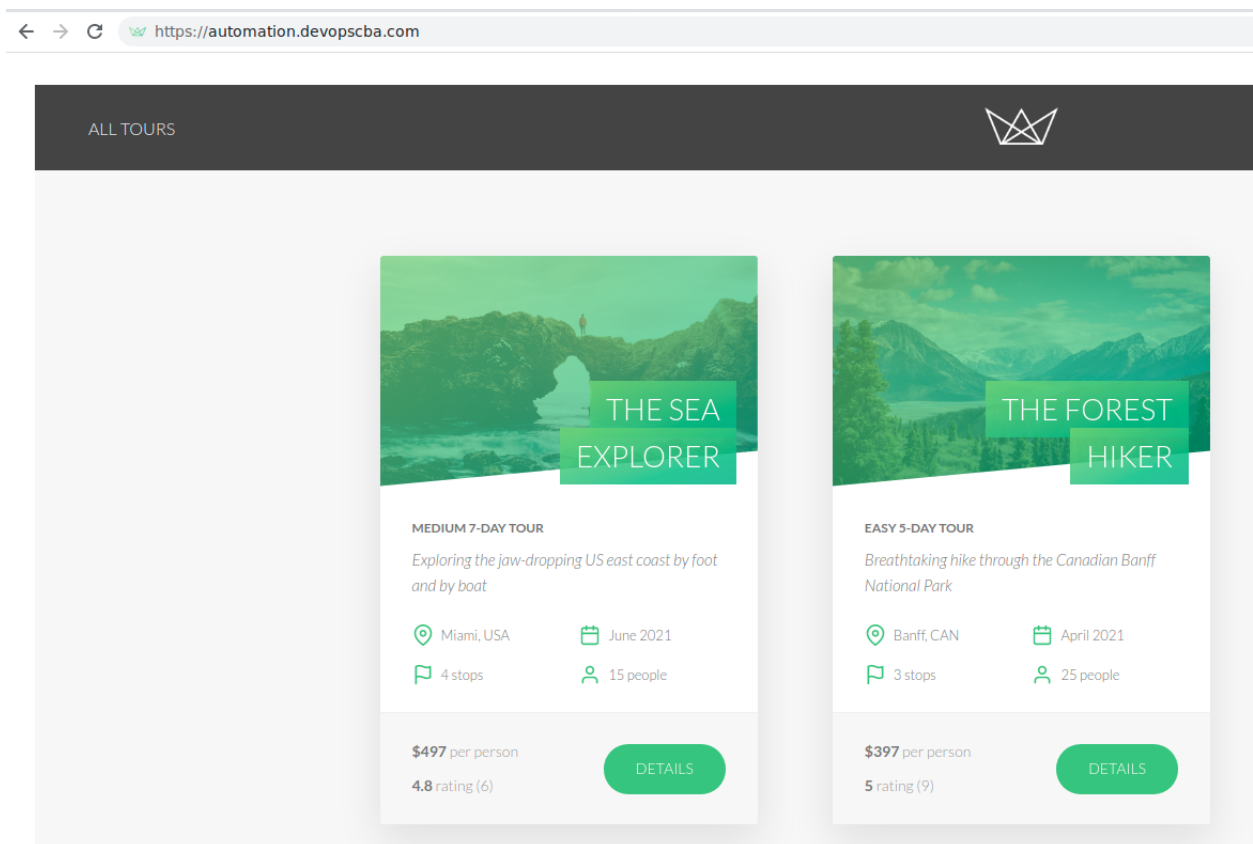 https://automation.devopscba.com
ALL TOURS
THE SEA
EXPLORER
MEDIUM 7-DAY TOUR
Exploring the jaw-dropping US east coast by foot
and by boat
Miami, USA
June 2021
4 stops
15 people
$497 per person
4.8 rating (6)
DETAILS
THE FOREST
HIKER
EASY 5-DAY TOUR
Breathtaking hike through the Canadian Banff
National Park
Banff, CAN
April 2021
3 stops
25 people
$397 per person
5 rating (9)
DETAILS